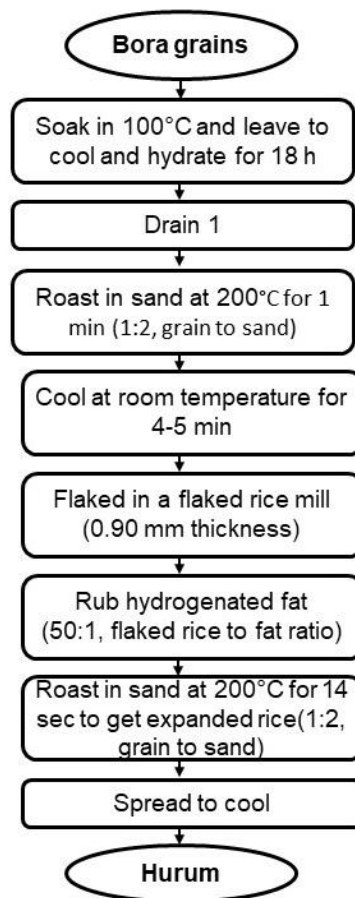 Bora grains
Soak in 100°C and leave to
cool and hydrate for 18 h
Drain 1
Roast in sand at 200°C for 1
min (1:2, grain to sand)
Cool at room temperature for
4-5 min
Flaked in a flaked rice mill
(0.90 mm thickness)
Rub hydrogenated fat
(50:1, flaked rice to fat ratio)
Roast in sand at 200°C for 14
sec to get expanded rice(1:2,
grain to sand)
Spread to cool
Hurum